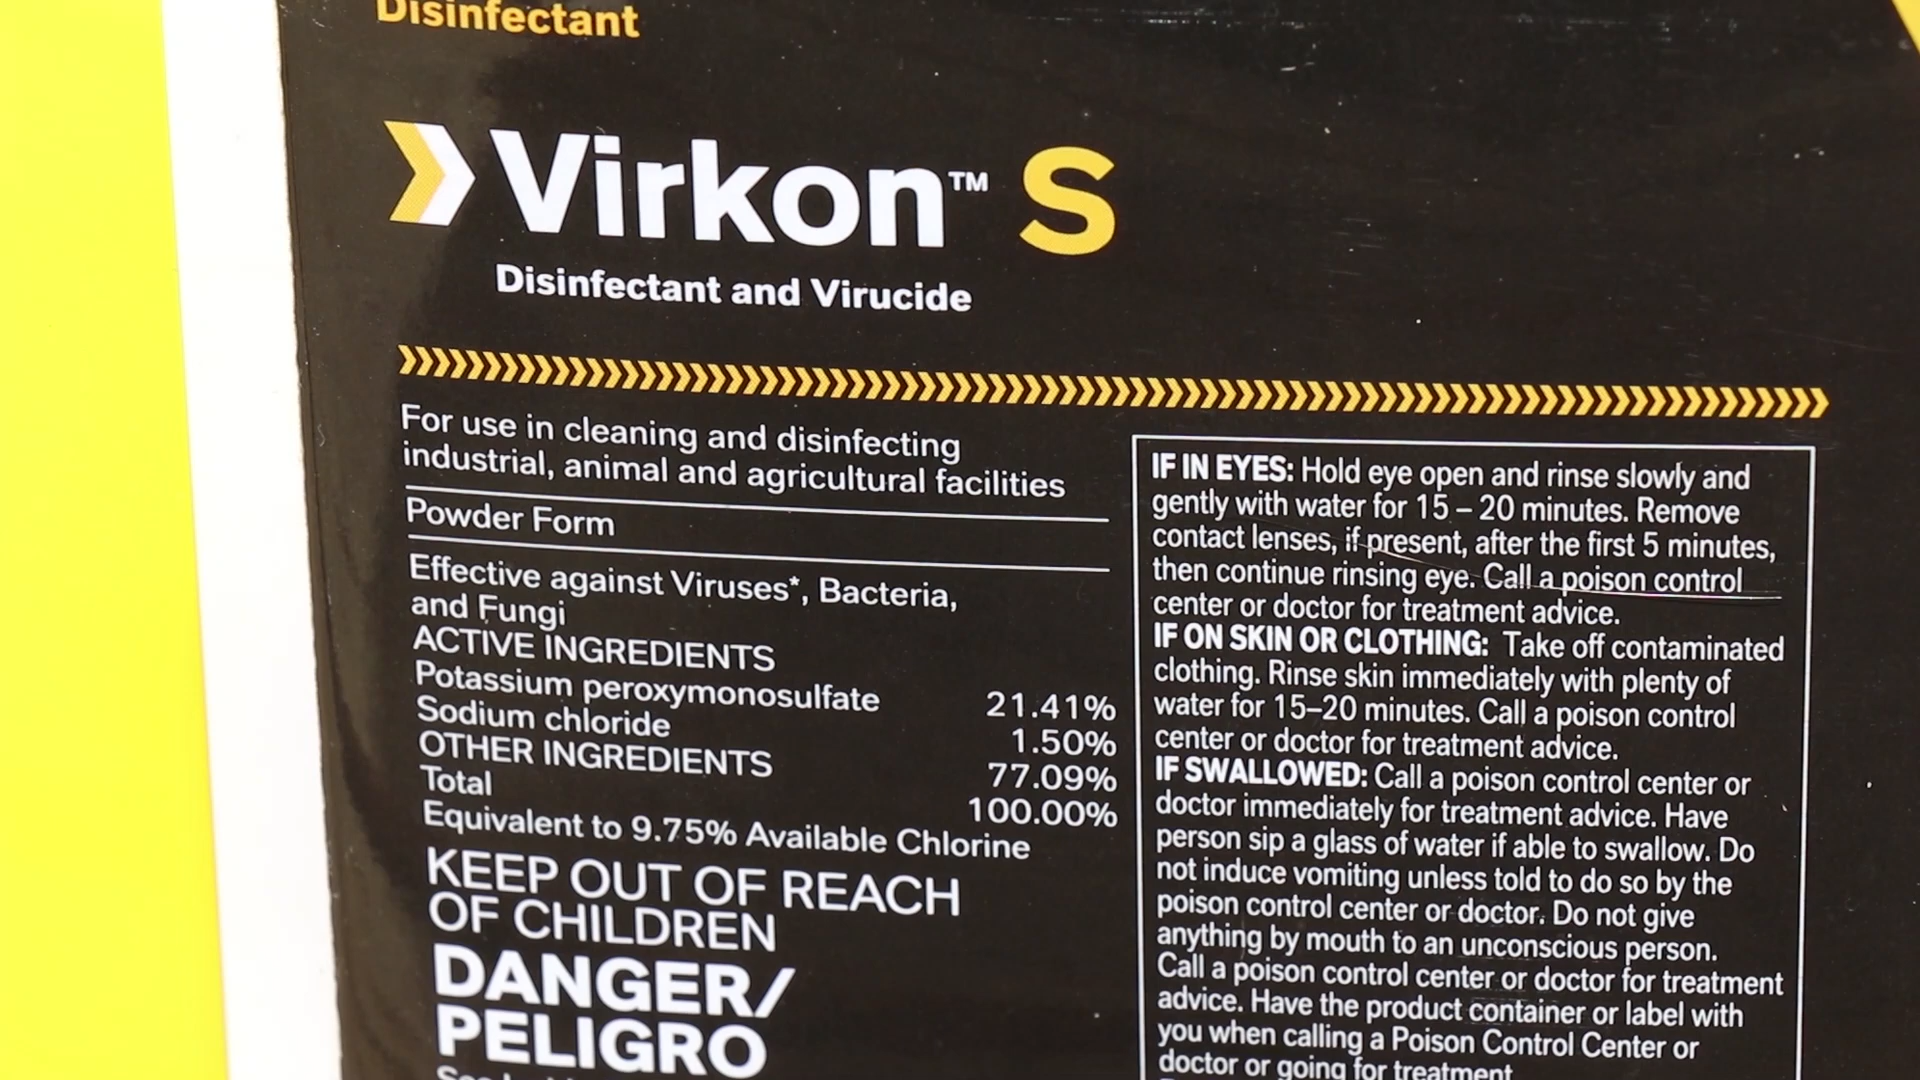 Disinfectant
Virkon™ S
Disinfectant and Virucide
For use in cleaning and disinfecting
industrial, animal and agricultural facilities
Powder Form
Effective against Viruses*, Bacteria,
and Fungi
ACTIVE INGREDIENTS
Potassium peroxymonosulfate 21.41%
Sodium chloride 1.50%
OTHER INGREDIENTS 77.09%
Total 100.00%
Equivalent to 9.75% Available Chlorine
KEEP OUT OF REACH
OF CHILDREN
DANGER/
PELIGRO
IF IN EYES: Hold eye open and rinse slowly and
gently with water for 15 – 20 minutes. Remove
contact lenses, if present, after the first 5 minutes,
then continue rinsing eye. Call a poison control
center or doctor for treatment advice.
IF ON SKIN OR CLOTHING: Take off contaminated
clothing. Rinse skin immediately with plenty of
water for 15–20 minutes. Call a poison control
center or doctor for treatment advice.
IF SWALLOWED: Call a poison control center or
doctor immediately for treatment advice. Have
person sip a glass of water if able to swallow. Do
not induce vomiting unless told to do so by the
poison control center or doctor. Do not give
anything by mouth to an unconscious person.
Call a poison control center or doctor for treatment
advice. Have the product container or label with
you when calling a Poison Control Center or
doctor or going for treatment